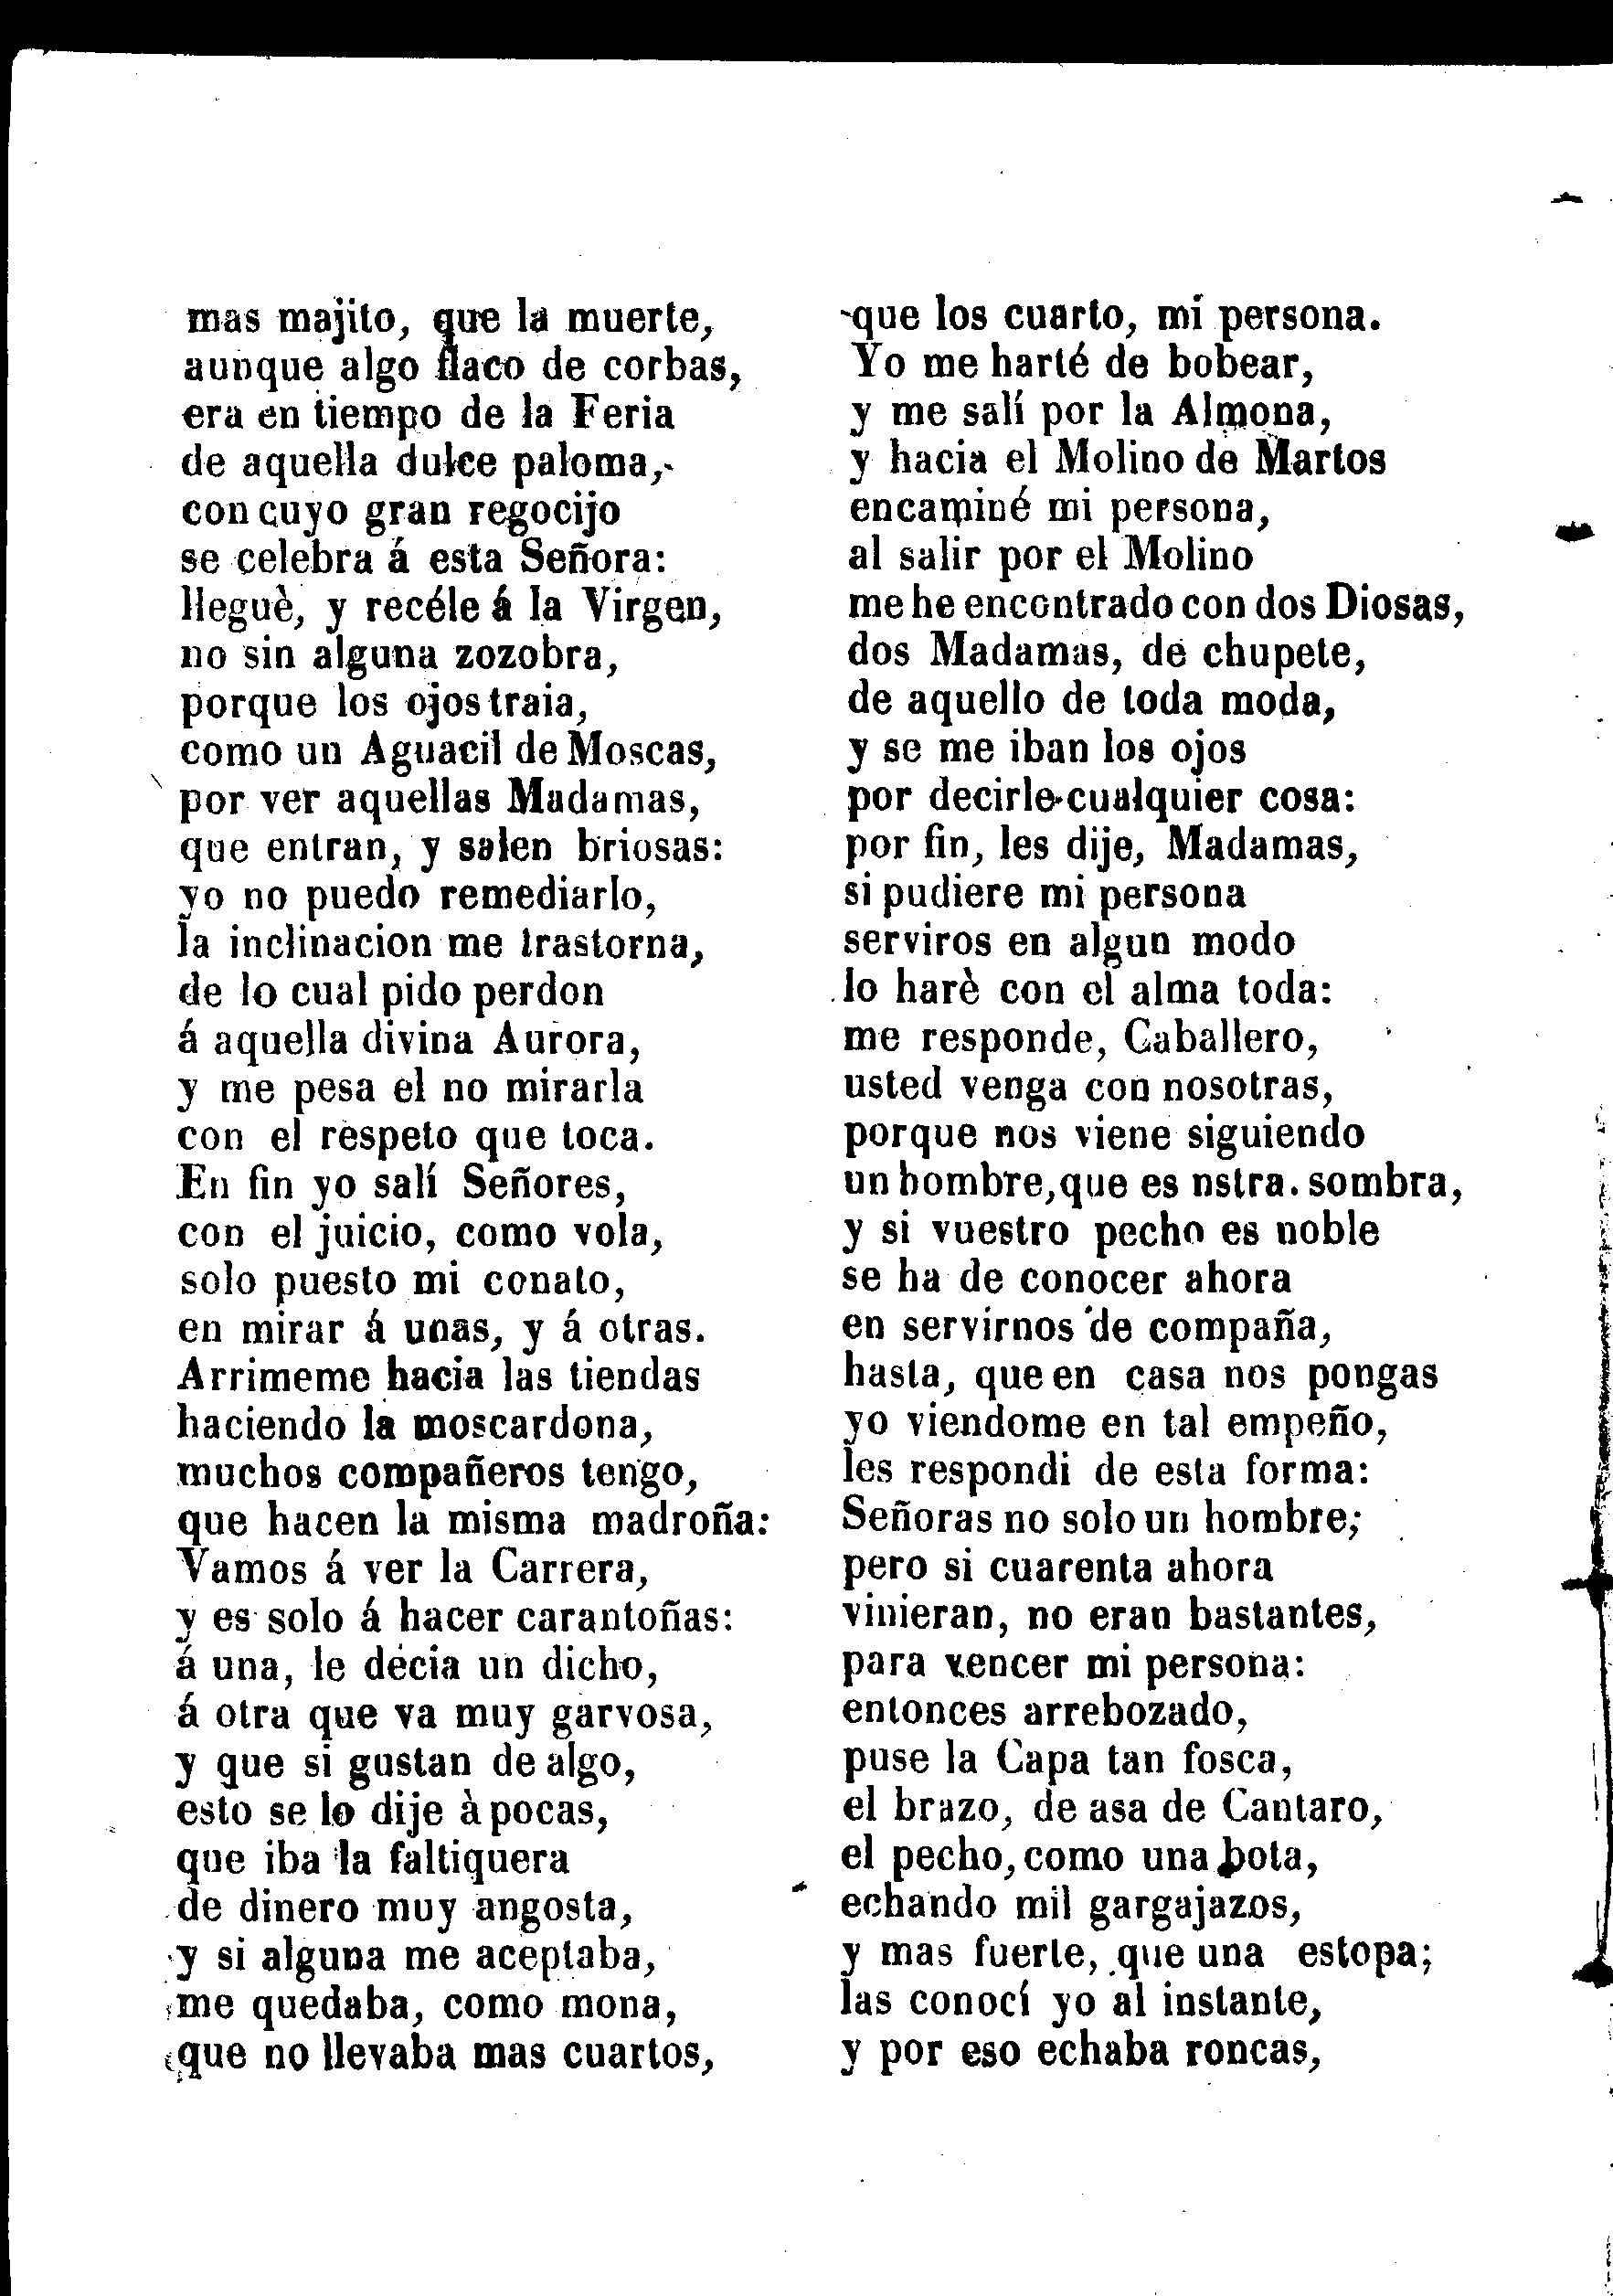 mas majito, que la muerte,
aunque algo flaco de corbas,
era en tiempo de la Feria
de aquella dulce paloma,
con cuyo gran regocijo
se celebra á esta Señora:
lleguè, y recéle á la Virgen,
no sin alguna zozobra,
porque los ojos traia,
como un Aguacil de Moscas,
por ver aquellas Madamas,
que entran, y salen briosas:
yo no puedo remediarlo,
la inclinacion me trastorna,
de lo cual pido perdon
á aquella divina Aurora,
y me pesa el no mirarla
con el respeto que toca.
En fin yo salí Señores,
con el juicio, como vola,
solo puesto mi conato,
en mirar á unas, y á otras.
Arrimeme hacia las tiendas
haciendo la moscardona,
muchos compañeros tengo,
que hacen la misma madroña:
Vamos á ver la Carrera,
y es solo á hacer carantoñas:
á una, le decia un dicho,
á otra que va muy garvosa,
y que si gustan de algo,
esto se lo dije à pocas,
que iba la faltiquera
de dinero muy angosta,
y si alguna me aceptaba,
me quedaba, como mona,
que no llevaba mas cuartos,
que los cuarto, mi persona.
Yo me harté de bobear,
y me salí por la Almona,
y hacia el Molino de Martos
encaminé mi persona,
al salir por el Molino
me he encontrado con dos Diosas,
dos Madamas, de chupete,
de aquello de toda moda,
y se me iban los ojos
por decirle cualquier cosa:
por fin, les dije, Madamas,
si pudiere mi persona
serviros en algun modo
lo harè con el alma toda:
me responde, Caballero,
usted venga con nosotras,
porque nos viene siguiendo
un hombre, que es nstra. sombra,
y si vuestro pecho es noble
se ha de conocer ahora
en servirnos de compaña,
hasta, que en casa nos pongas
yo viendome en tal empeño,
les respondi de esta forma:
Señoras no solo un hombre;
pero si cuarenta ahora
vinieran, no eran bastantes,
para vencer mi persona:
entonces arrebozado,
puse la Capa tan fosca,
el brazo, de asa de Cantaro,
el pecho, como una bota,
echando mil gargajazos,
y mas fuerte, que una estopa;
las conocí yo al instante,
y por eso echaba roncas,